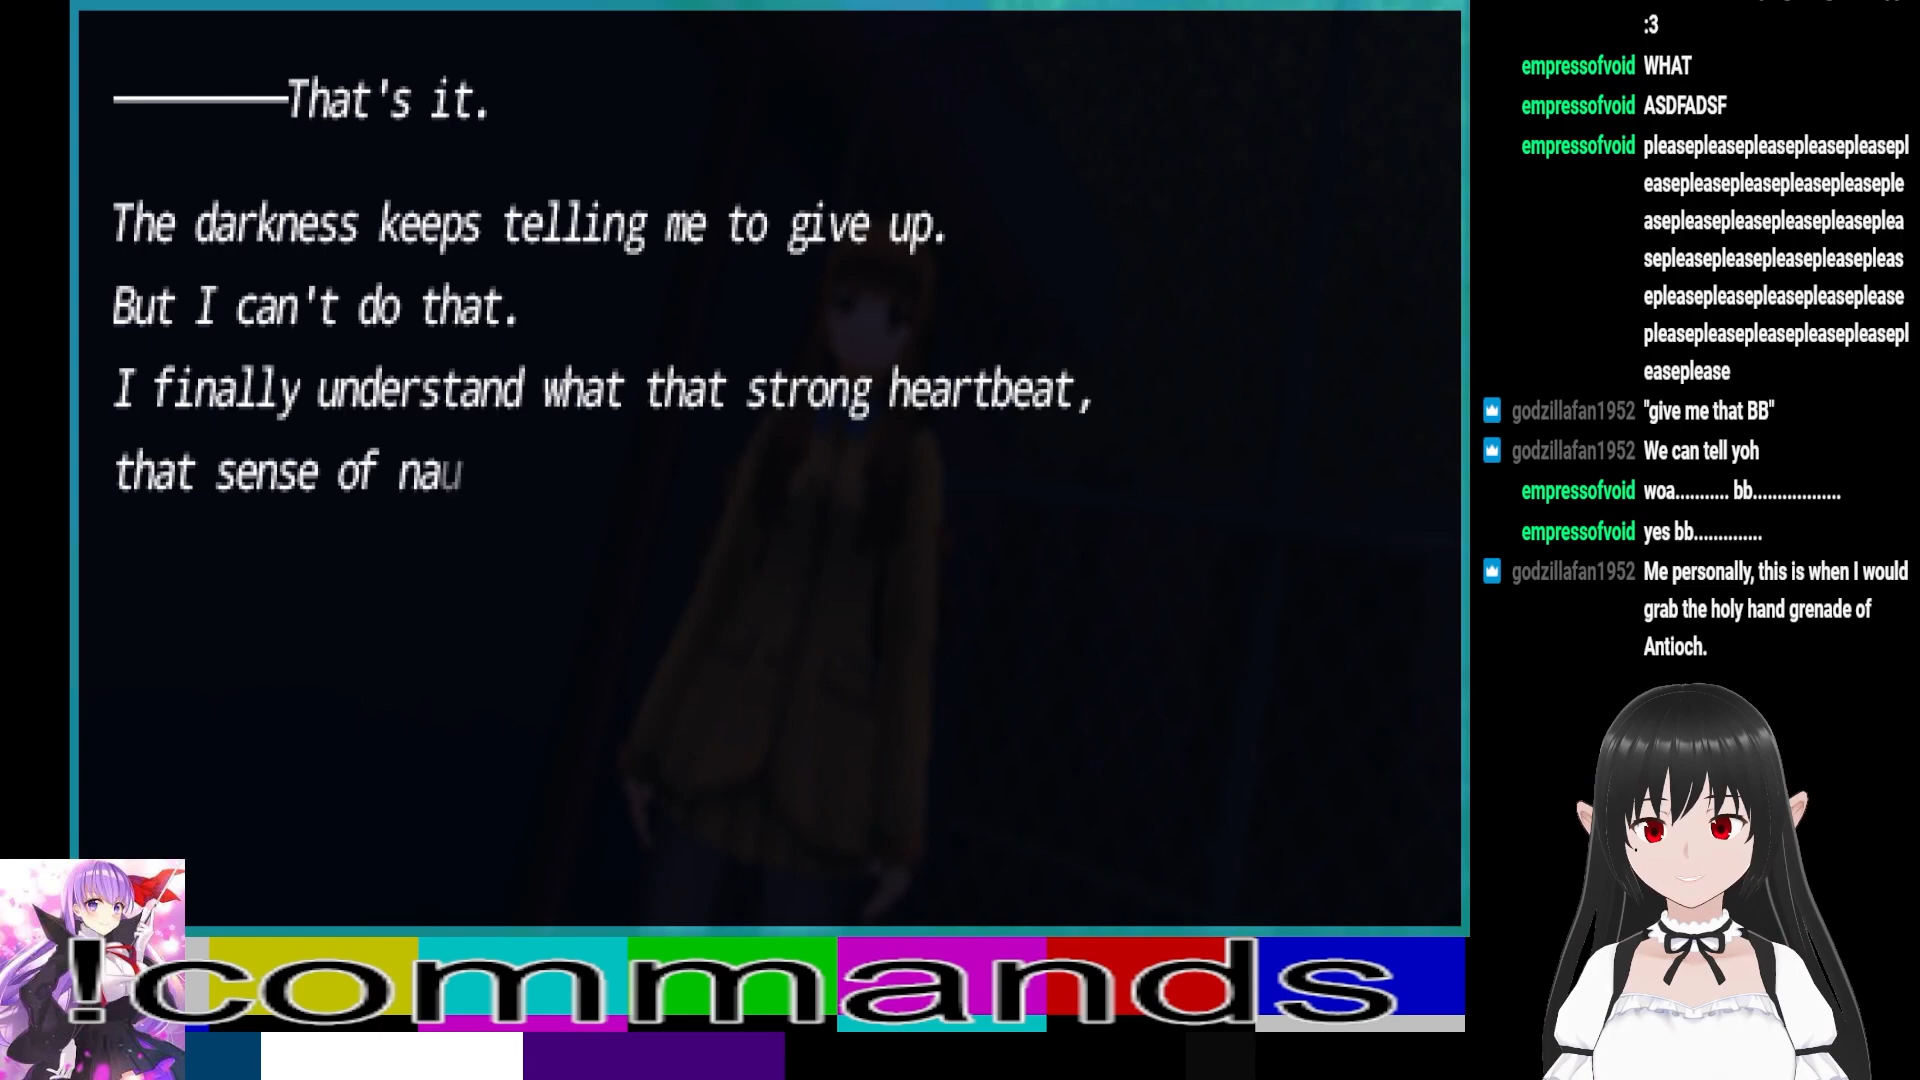 ————That's it.
The darkness keeps telling me to give up.
But I can't do that.
I finally understand what that strong heartbeat,
that sense of nau
:3
empressofvoid WHAT
empressofvoid ASDFADSF
empressofvoid pleasepleasepleasepleasepleasepl
easepleasepleasepleasepleaseple
asepleasepleasepleasepleaseplea
sepleasepleasepleasepleasepleas
epleasepleasepleasepleaseplease
pleasepleasepleasepleasepleasepl
easeplease
godzillafan1952 "give me that BB"
godzillafan1952 We can tell yoh
empressofvoid woa........... bb..................
empressofvoid yes bb..............
godzillafan1952 Me personally, this is when I would
grab the holy hand grenade of
Antioch.
!commands